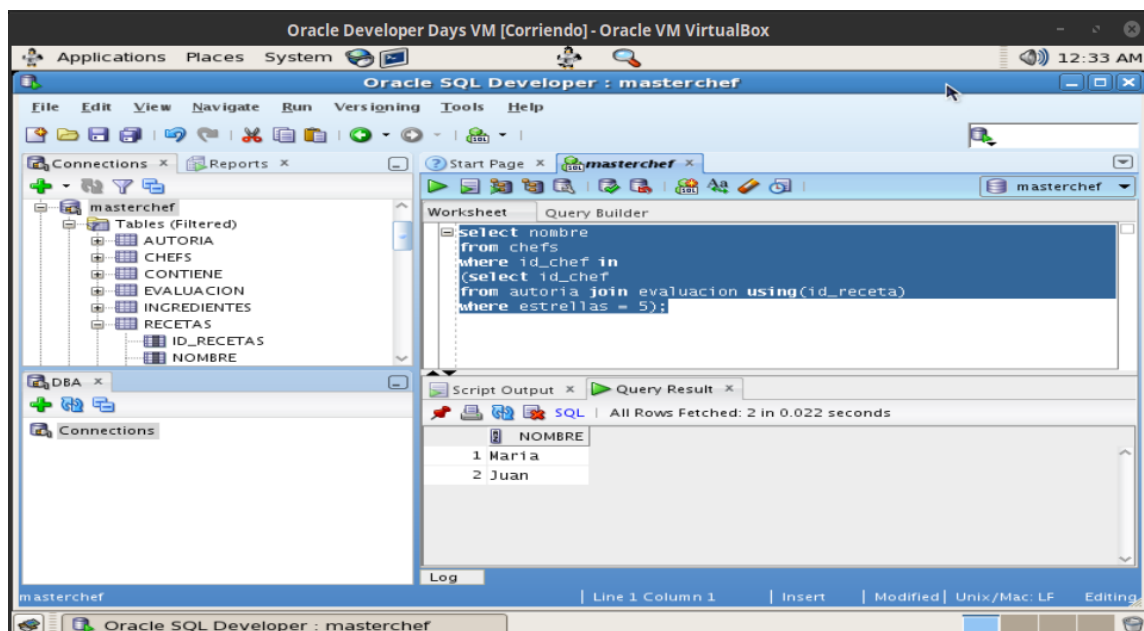 Oracle Developer Days VM [Corriendo] - Oracle VM VirtualBox
Applications Places System 12:33 AM
Oracle SQL Developer : masterchef
File Edit View Navigate Run Versigning Tools Help
Connections Reports
Start Page masterchef
masterchef
masterchef
Tables (Filtered)
AUTORIA
CHEFS
CONTIENE
EVALUACION
INGREDIENTES
RECETAS
ID_RECETAS
NOMBRE
Worksheet Query Builder
select nombre
from chefs
where id_chef in
(select id_chef
from autoria join evaluacion using(id_receta)
where estrellas = 5);
DBA
Connections
Script Output Query Result
SQL | All Rows Fetched: 2 in 0.022 seconds
NOMBRE
1 Maria
2 Juan
Log
masterchef | Line 1 Column 1 | Insert | Modified | Unix/Mac: LF Editing
Oracle SQL Developer : masterchef